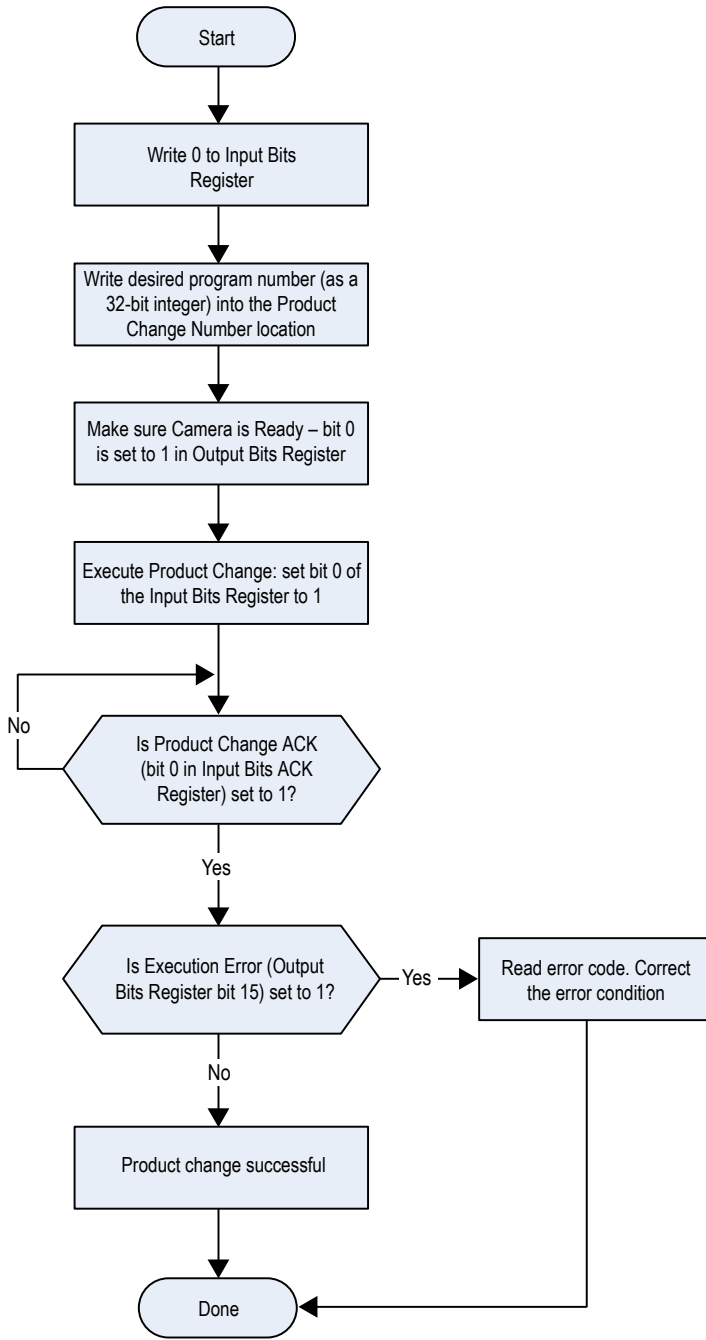 Start
Write 0 to Input Bits
Register
Write desired program number (as a
32-bit integer) into the Product
Change Number location
Make sure Camera is Ready – bit 0
is set to 1 in Output Bits Register
Execute Product Change: set bit 0 of
the Input Bits Register to 1
No
Is Product Change ACK
(bit 0 in Input Bits ACK
Register) set to 1?
Yes
Is Execution Error (Output
Bits Register bit 15) set to 1?
Yes
Read error code. Correct
the error condition
No
Product change successful
Done